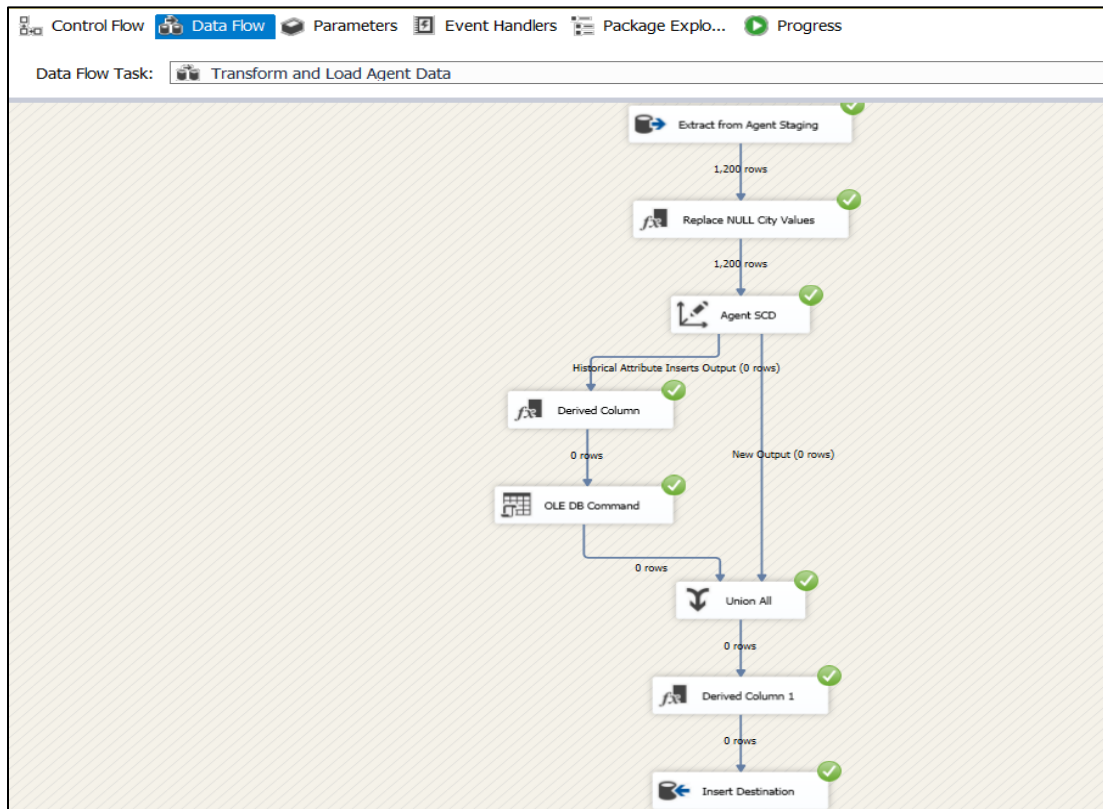 Control Flow Data Flow Parameters Event Handlers Package Explo... Progress
Data Flow Task: Transform and Load Agent Data
Extract from Agent Staging
1,200 rows
Replace NULL City Values
1,200 rows
Agent SCD
Historical Attribute Inserts Output (0 rows)
Derived Column
0 rows
New Output (0 rows)
OLE DB Command
0 rows
Union All
0 rows
Derived Column 1
0 rows
Insert Destination